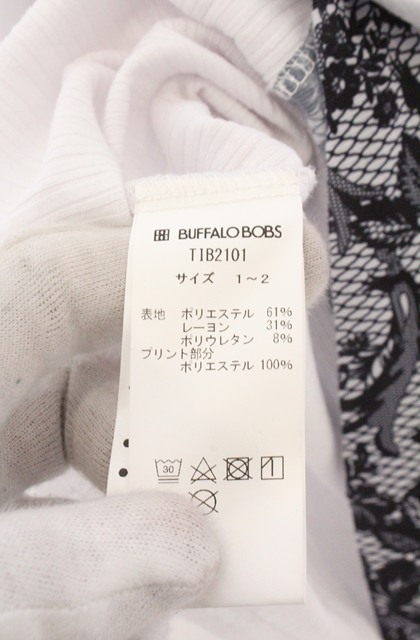 BUFFALO BOBS
TIB2101
サイズ 1～2
表地 ポリエステル 61%
レーヨン 31%
ポリウレタン 8%
プリント部分
ポリエステル 100%
30